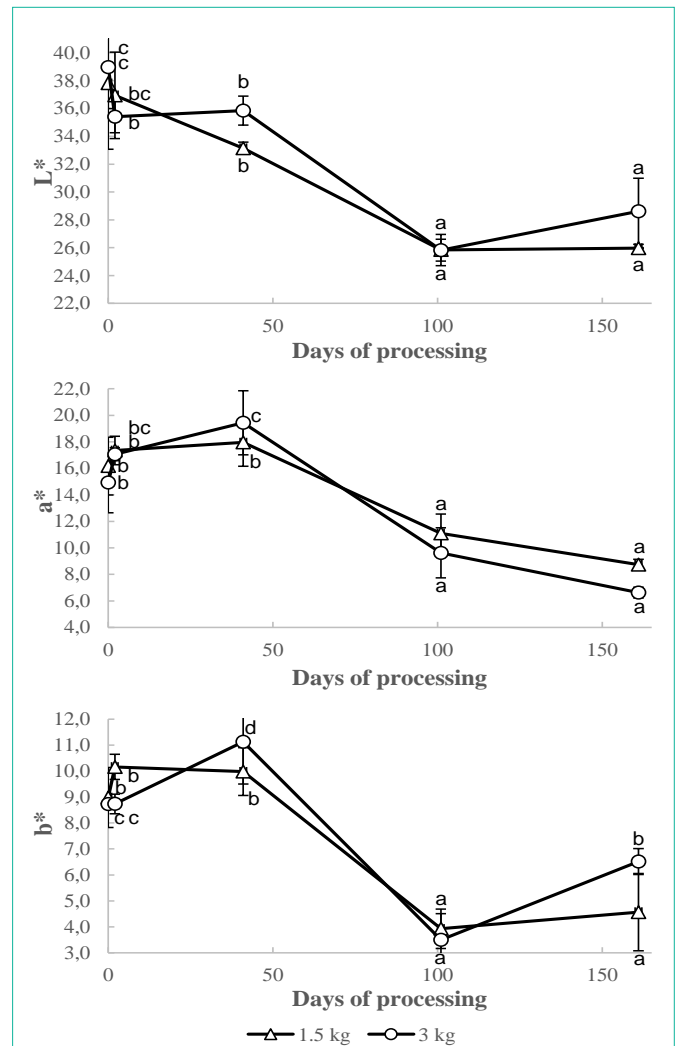 40,0
38,0
36,0
34,0
32,0
30,0
28,0
26,0
24,0
22,0
L*
c
c
bc
b
b
b
a
a
a
a
0 50 100 150
Days of processing
22,0
20,0
18,0
16,0
14,0
12,0
10,0
8,0
6,0
4,0
a*
bc
b
b
b
c
b
a
a
a
a
0 50 100 150
Days of processing
12,0
11,0
10,0
9,0
8,0
7,0
6,0
5,0
4,0
3,0
b*
b
b
c c
d
b
a
a
b
a
0 50 100 150
Days of processing
1.5 kg 3 kg